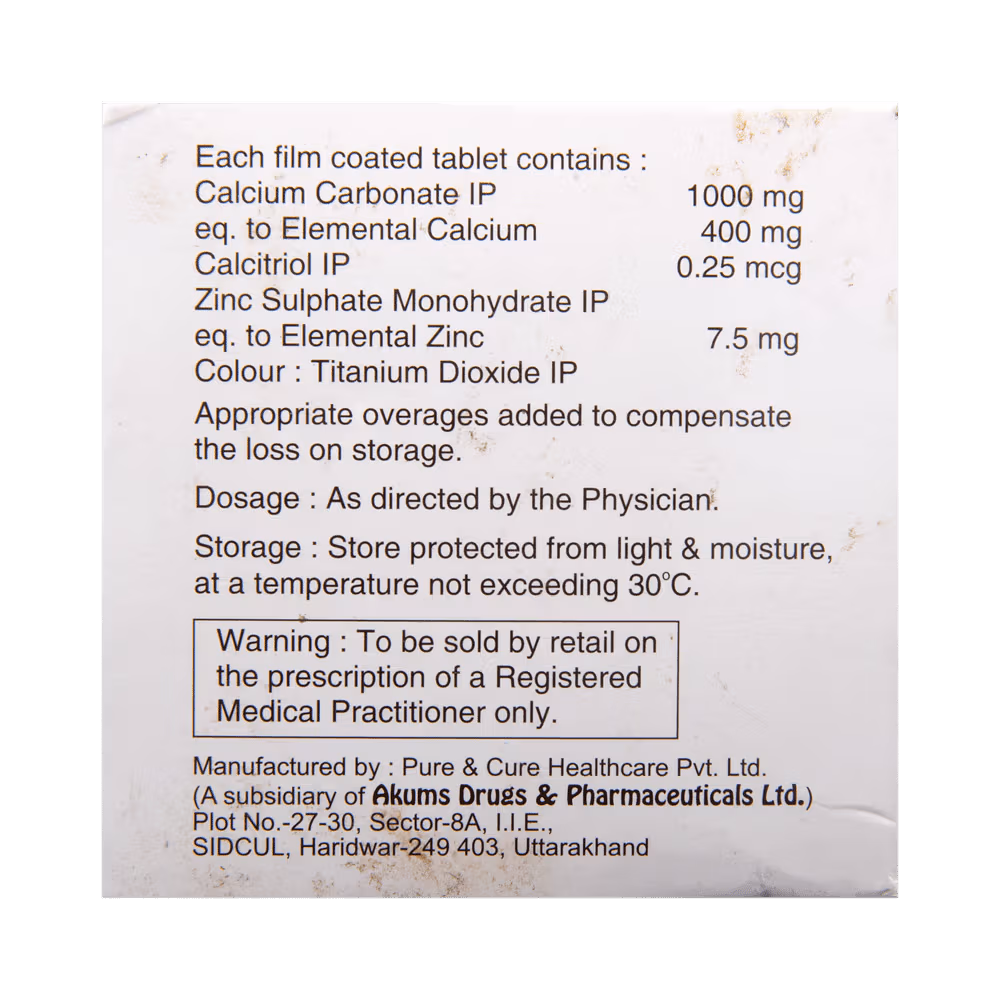 Each film coated tablet contains :
Calcium Carbonate IP 1000 mg
eq. to Elemental Calcium 400 mg
Calcitriol IP 0.25 mcg
Zinc Sulphate Monohydrate IP
eq. to Elemental Zinc 7.5 mg
Colour : Titanium Dioxide IP
Appropriate overages added to compensate
the loss on storage.
Dosage : As directed by the Physician.
Storage : Store protected from light & moisture,
at a temperature not exceeding 30°C.
Warning : To be sold by retail on
the prescription of a Registered
Medical Practitioner only.
Manufactured by : Pure & Cure Healthcare Pvt. Ltd.
(A subsidiary of Akums Drugs & Pharmaceuticals Ltd.)
Plot No.-27-30, Sector-8A, I.I.E.,
SIDCUL, Haridwar-249 403, Uttarakhand